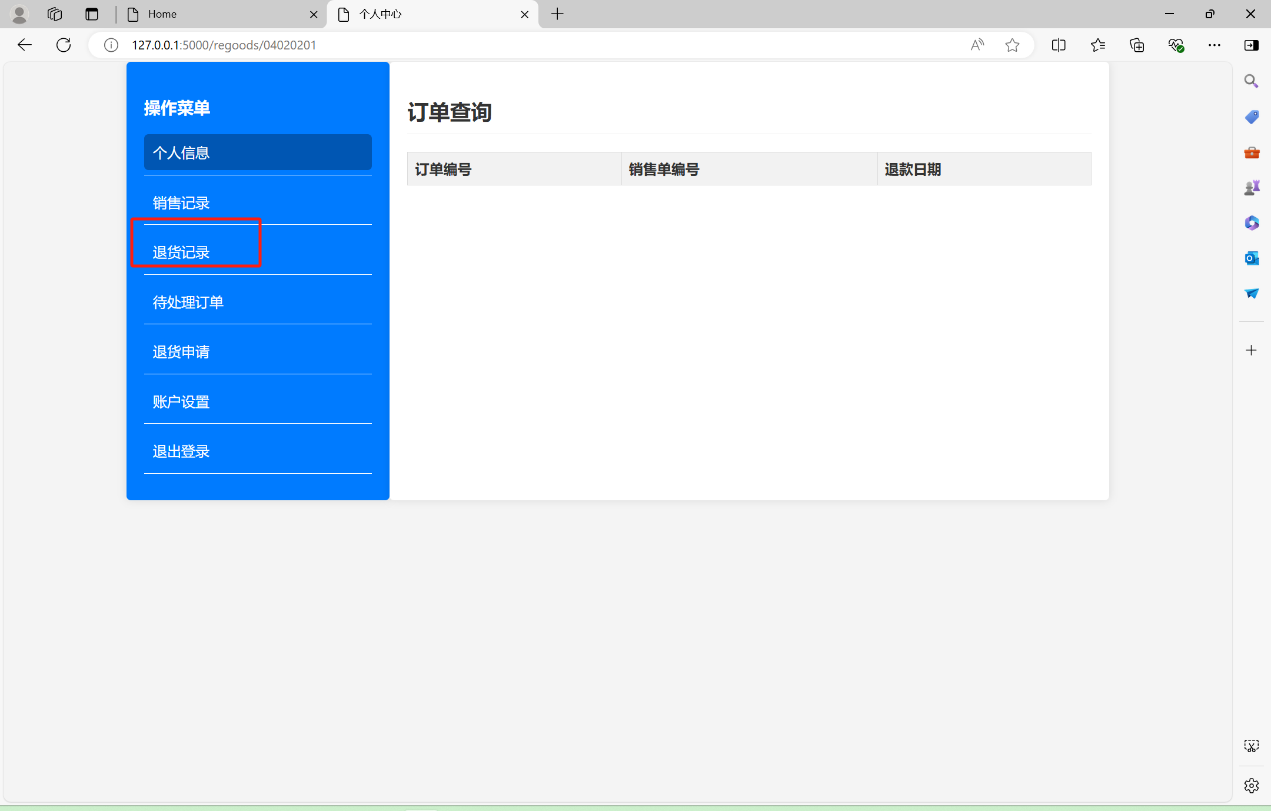 Home
个人中心
127.0.0.1:5000/regoods/04020201
操作菜单
个人信息
销售记录
退货记录
待处理订单
退货申请
账户设置
退出登录
订单查询
订单编号 销售单编号 退款日期